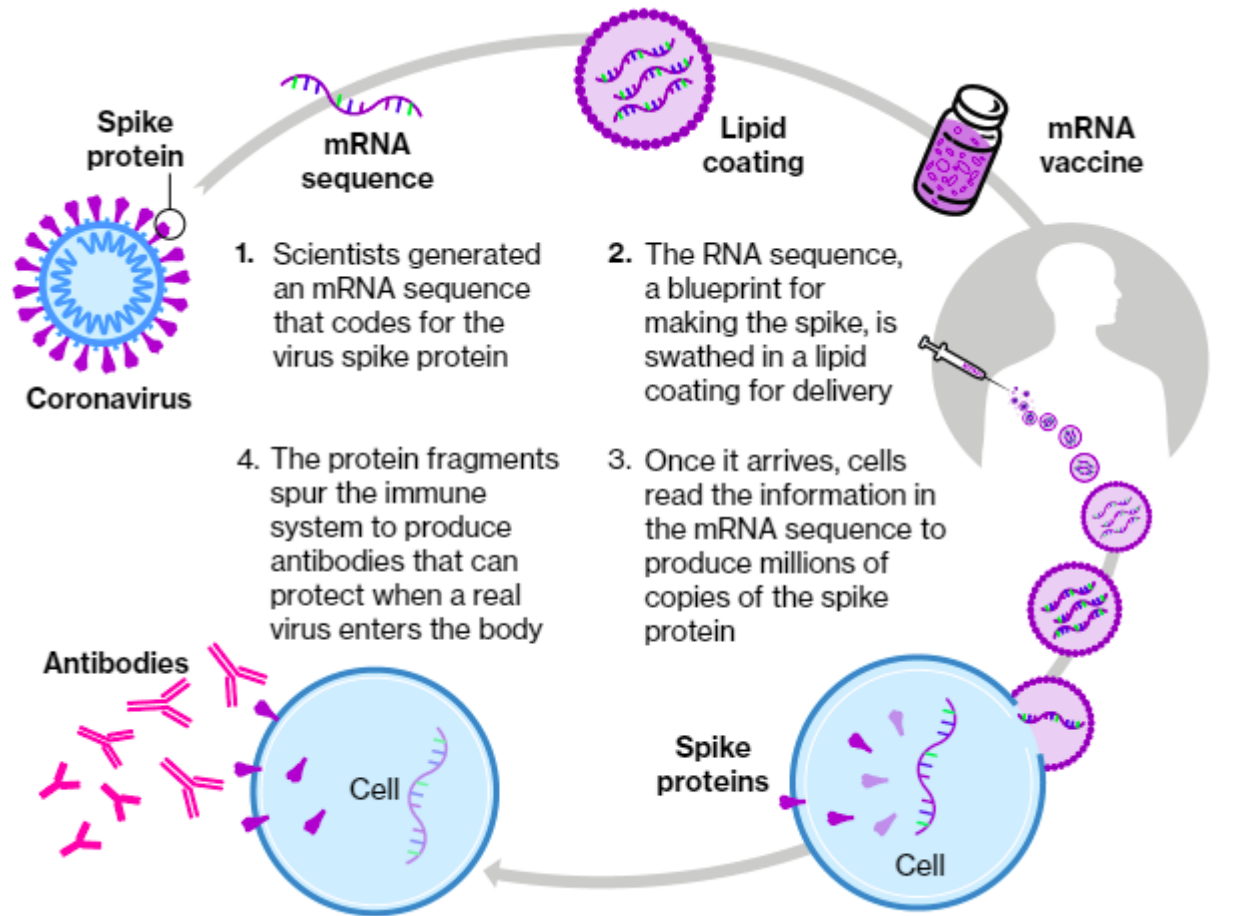 Spike
protein
mRNA
sequence
Lipid
coating
mRNA
vaccine
Coronavirus
1. Scientists generated
an mRNA sequence
that codes for the
virus spike protein
2. The RNA sequence,
a blueprint for
making the spike, is
swathed in a lipid
coating for delivery
3. Once it arrives, cells
read the information in
the mRNA sequence to
produce millions of
copies of the spike
protein
4. The protein fragments
spur the immune
system to produce
antibodies that can
protect when a real
virus enters the body
Antibodies
Cell
Spike
proteins
Cell